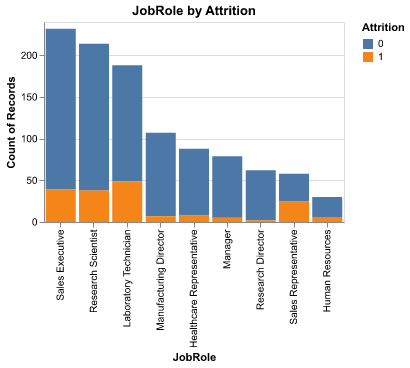 JobRole by Attrition
Attrition
0
1
Count of Records
200
150
100
50
0
Sales Executive
Research Scientist
Laboratory Technician
Manufacturing Director
Healthcare Representative
Manager
Research Director
Sales Representative
Human Resources
JobRole